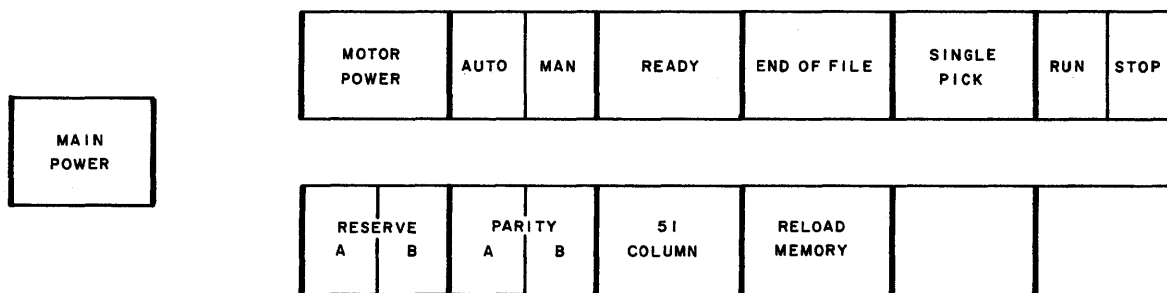 MOTOR
POWER
AUTO
MAN
READY
END OF FILE
SINGLE
PICK
RUN
STOP
MAIN
POWER
RESERVE
A B
PARITY
A B
51
COLUMN
RELOAD
MEMORY